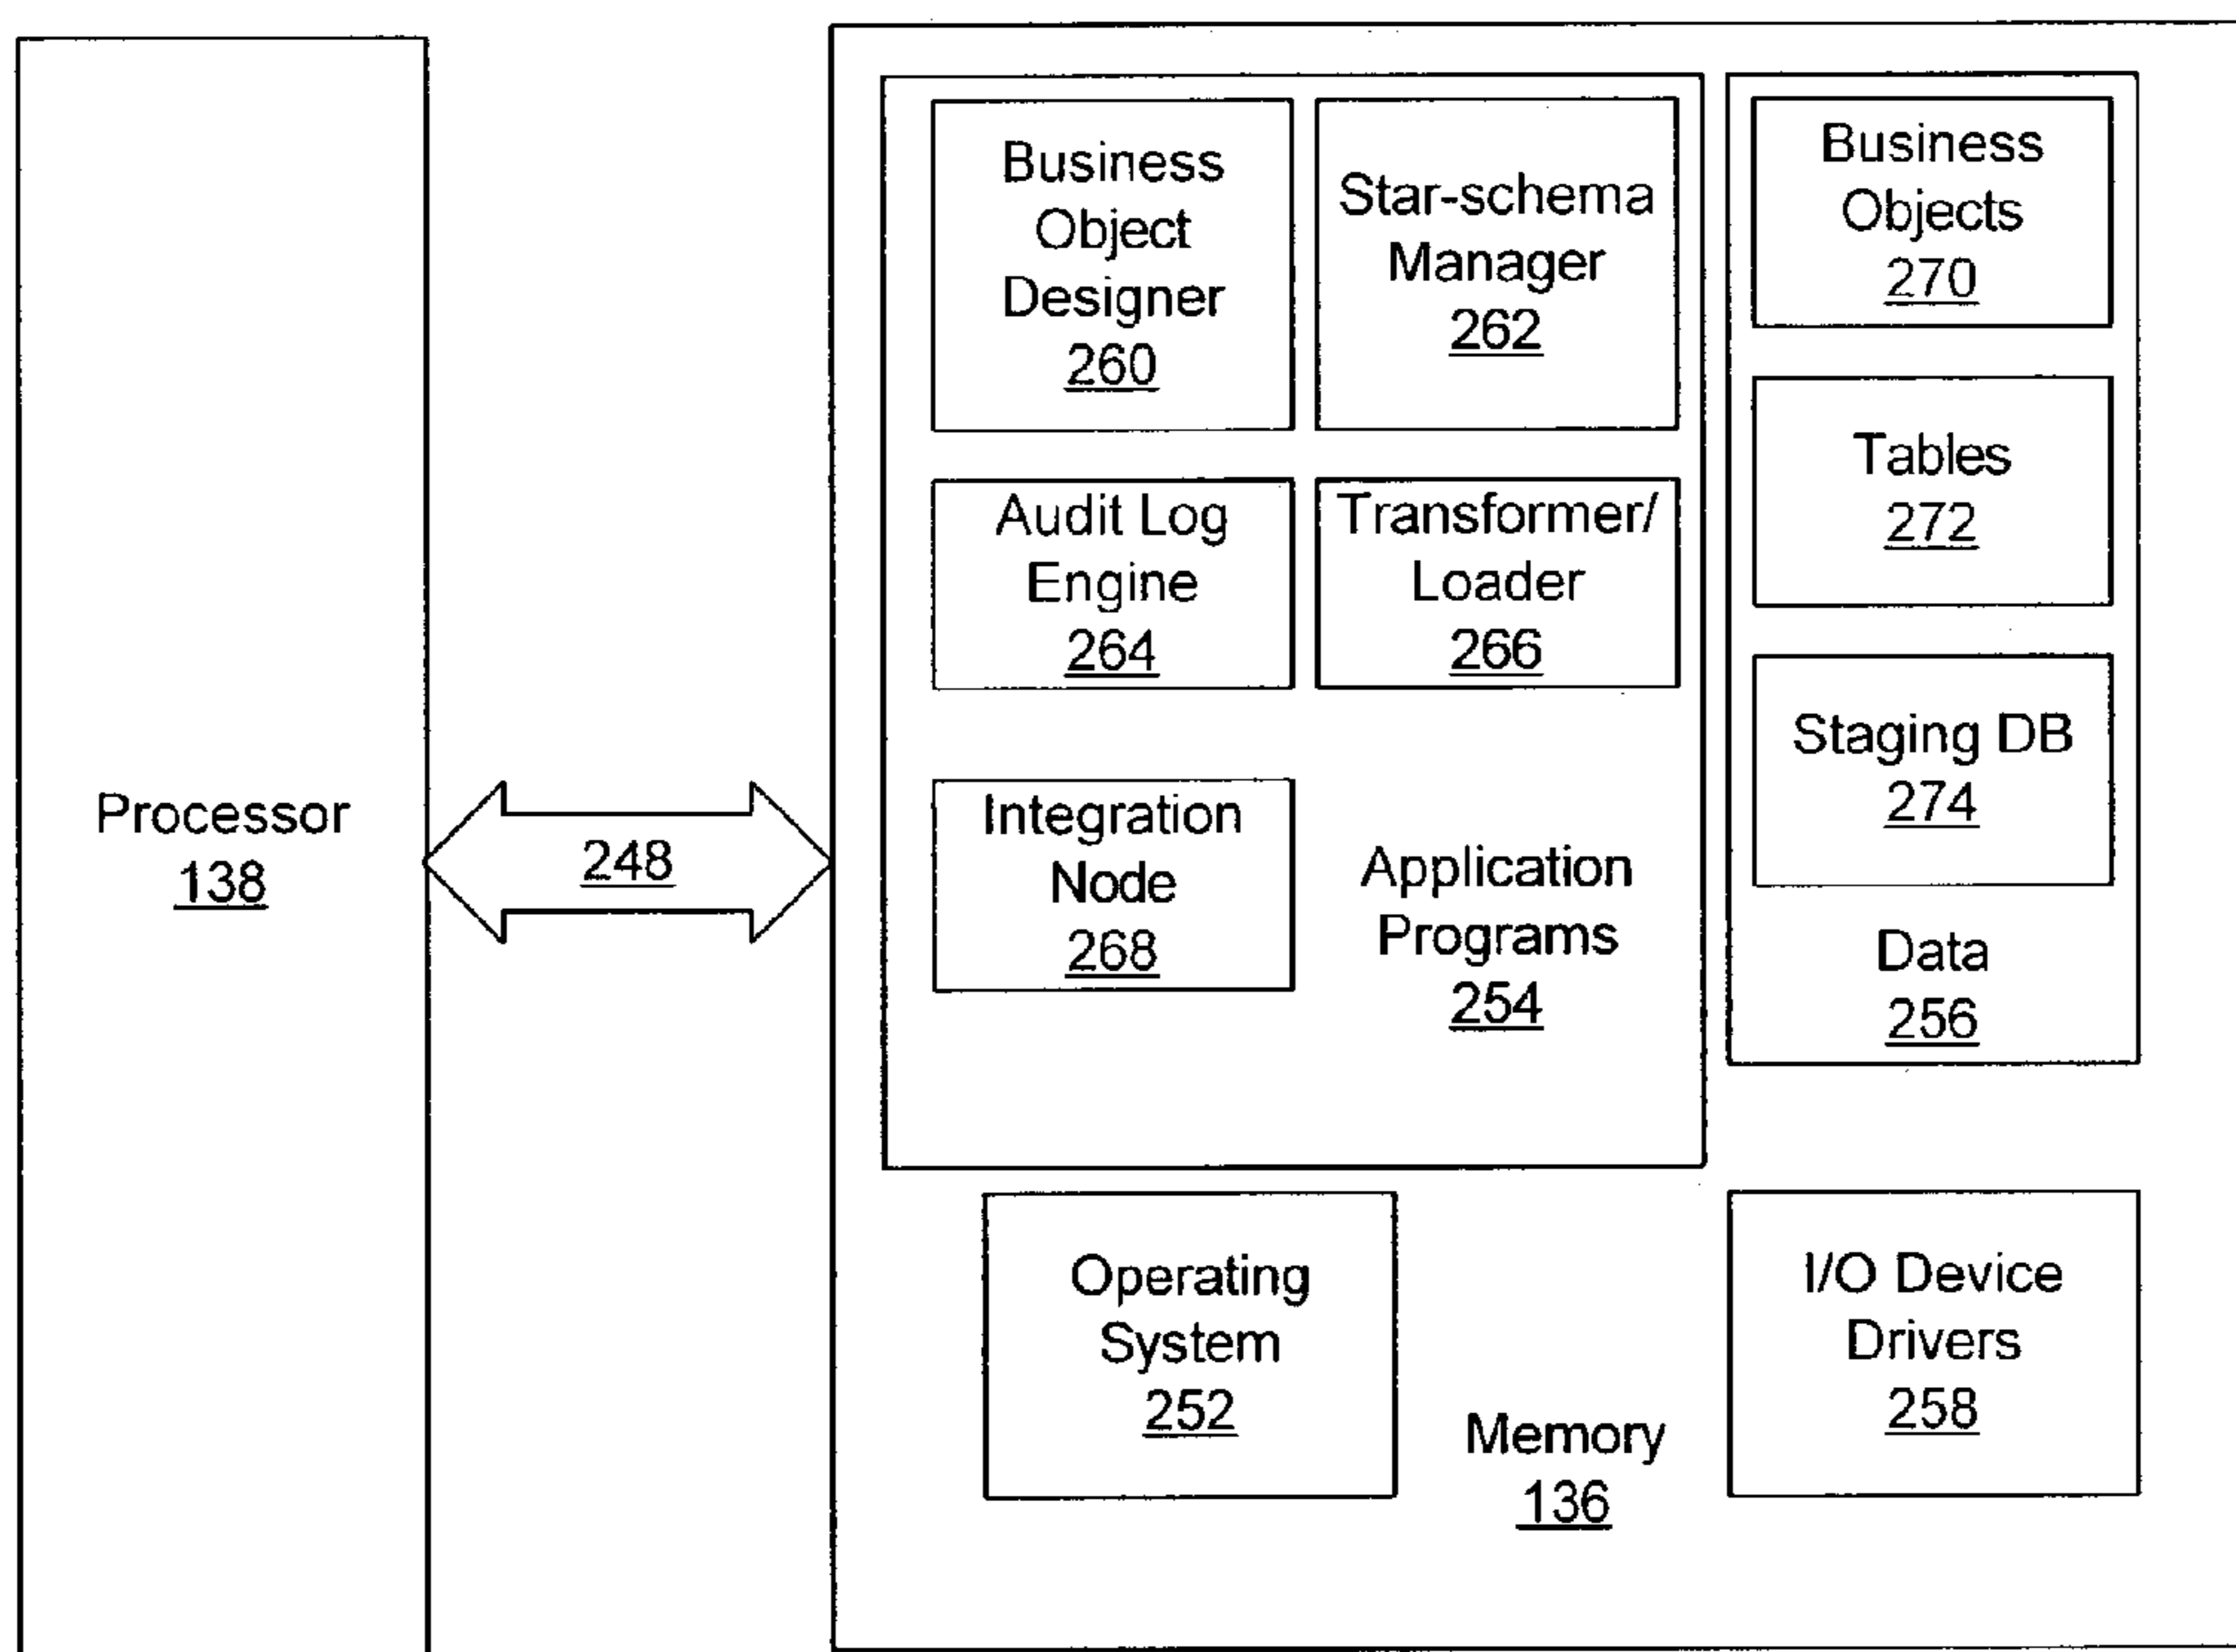 Processor
138
248
Business
Object
Designer
260
Star-schema
Manager
262
Audit Log
Engine
264
Transformer/
Loader
266
Integration
Node
268
Application
Programs
254
Business
Objects
270
Tables
272
Staging DB
274
Data
256
Operating
System
252
Memory
136
I/O Device
Drivers
258